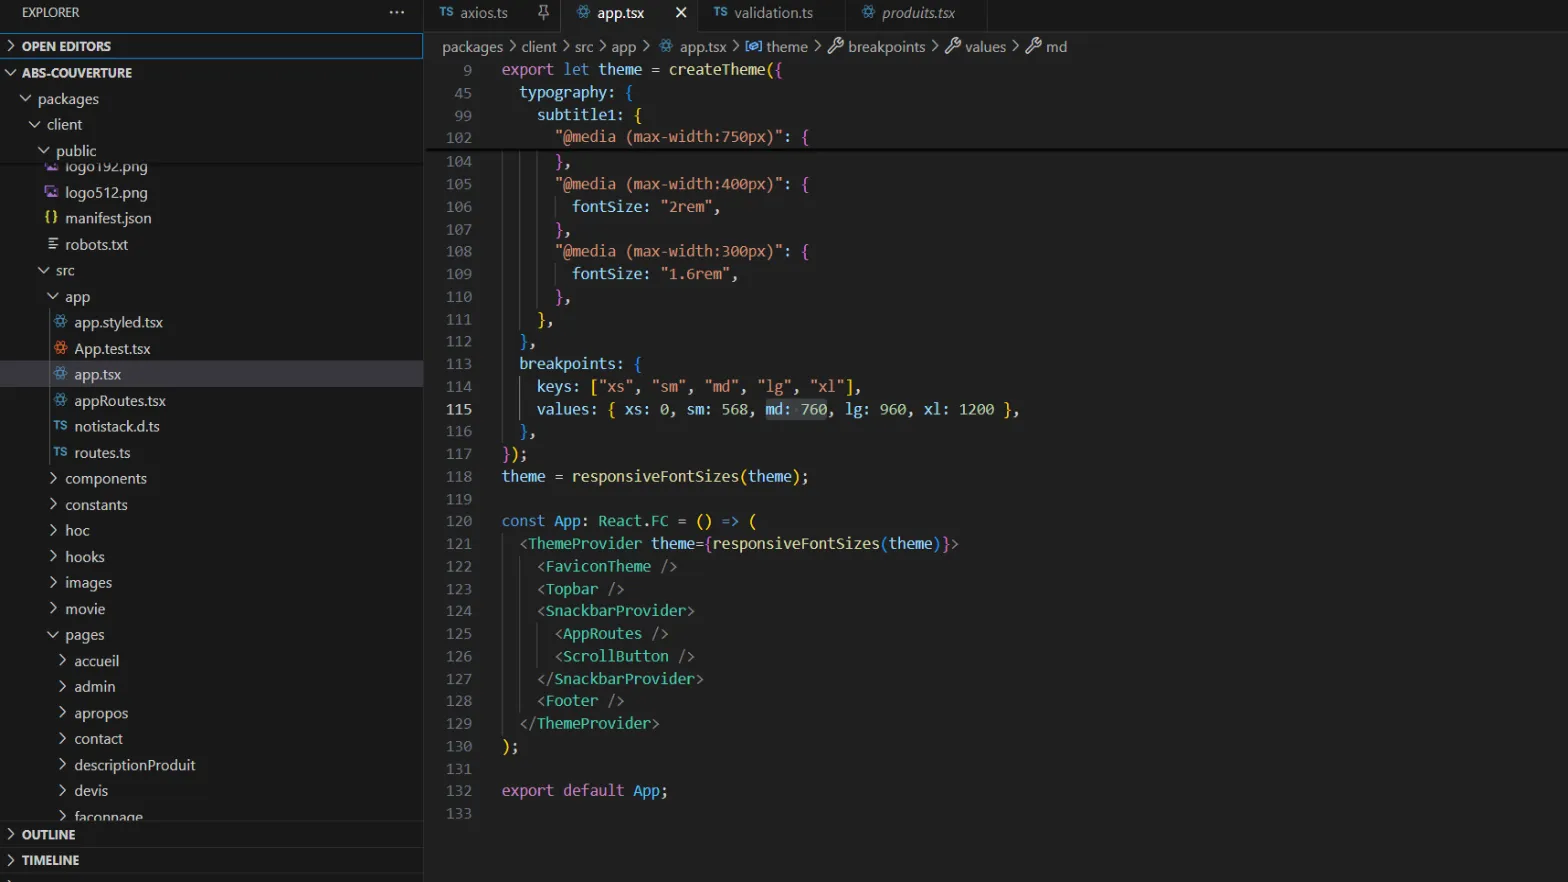 EXPLORER
OPEN EDITORS
ABS-COUVERTURE
packages
client
public
logo192.png
logo512.png
{} manifest.json
robots.txt
src
app
app.styled.tsx
App.test.tsx
app.tsx
appRoutes.tsx
TS notistack.d.ts
TS routes.ts
components
constants
hoc
hooks
images
movie
pages
accueil
admin
apropos
contact
descriptionProduit
devis
faconnage
OUTLINE
TIMELINE
TS axios.ts
app.tsx
TS validation.ts
produits.tsx
packages > client > src > app > app.tsx > theme > breakpoints > values > md
9 export let theme = createTheme({
45 typography: {
99 subtitle1: {
102 "@media (max-width:750px)": {
104 },
105 "@media (max-width:400px)": {
106 fontSize: "2rem",
107 },
108 "@media (max-width:300px)": {
109 fontSize: "1.6rem",
110 },
111 },
112 },
113 breakpoints: {
114 keys: ["xs", "sm", "md", "lg", "xl"],
115 values: { xs: 0, sm: 568, md: 760, lg: 960, xl: 1200 },
116 },
117 });
118 theme = responsiveFontSizes(theme);
119
120 const App: React.FC = () => (
121 <ThemeProvider theme={responsiveFontSizes(theme)}>
122 <FaviconTheme />
123 <Topbar />
124 <SnackbarProvider>
125 <AppRoutes />
126 <ScrollButton />
127 </SnackbarProvider>
128 <Footer />
129 </ThemeProvider>
130 );
131
132 export default App;
133